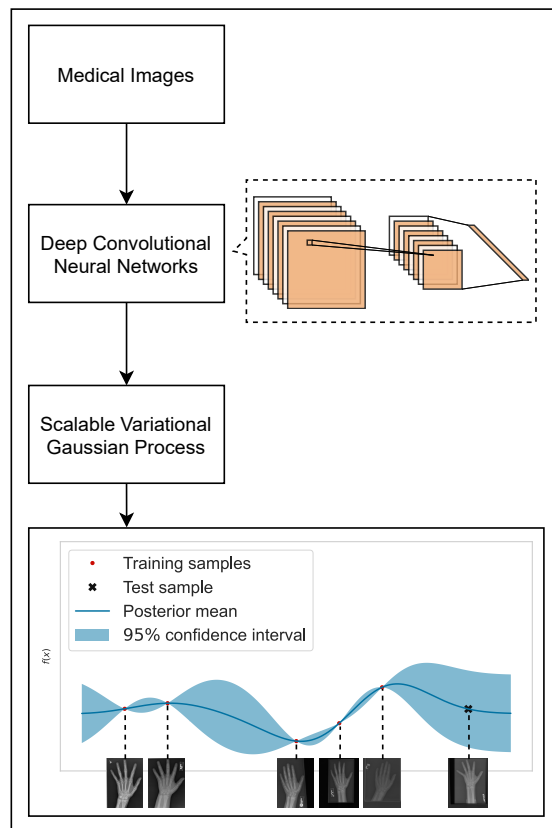 Medical Images
Deep Convolutional
Neural Networks
Scalable Variational
Gaussian Process
Training samples
Test sample
Posterior mean
95% confidence interval
f(x)